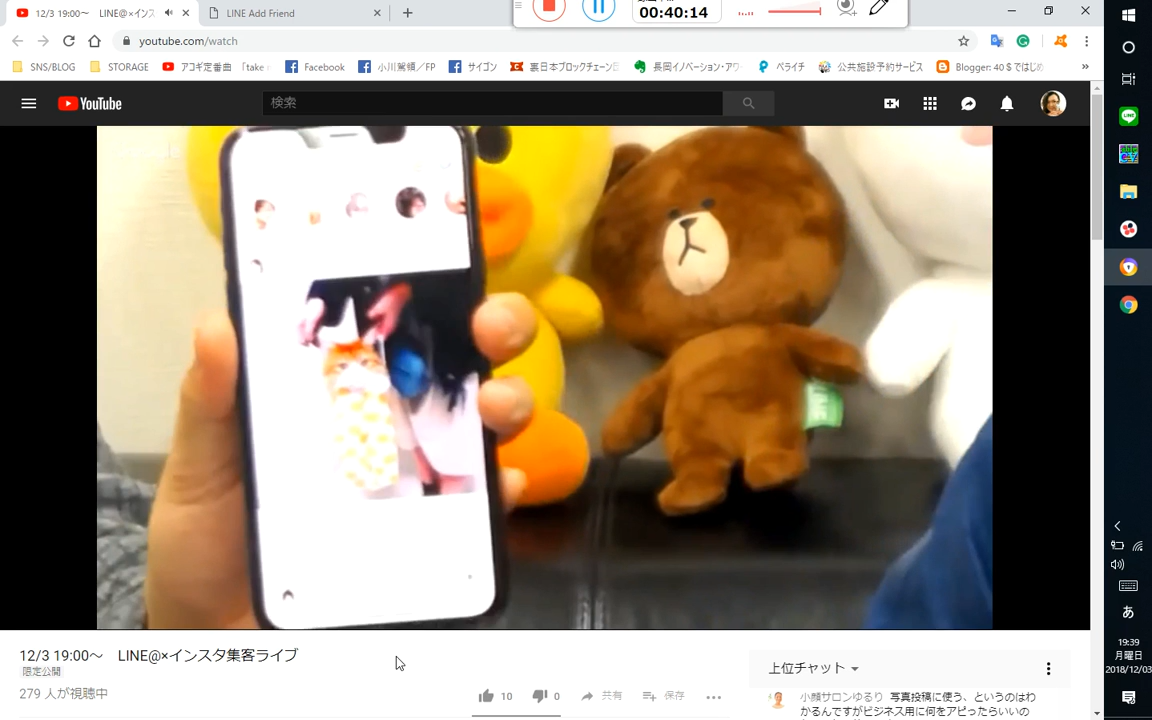 12/3 19:00～ LINE@×インス
LINE Add Friend
00:40:14
youtube.com/watch
SNS/BLOG
STORAGE
アコギ定番曲 「take
Facebook
小川駕頼／FP
サイゴン
裏日本ブロックチェーン
長岡イノベーション・アワ
ペライチ
公共施設予約サービス
Blogger: 40＄ではじめ
»
YouTube
検索
LINE
12/3 19:00～ LINE@×インスタ集客ライブ
限定公開
279 人が視聴中
10
0
共有
保存
上位チャット
小顔サロンゆるり 写真投稿に使う、というのはわ
かるんですがビジネス用に何をアピったらいいの
あ
19:39
月曜日
2018/12/03